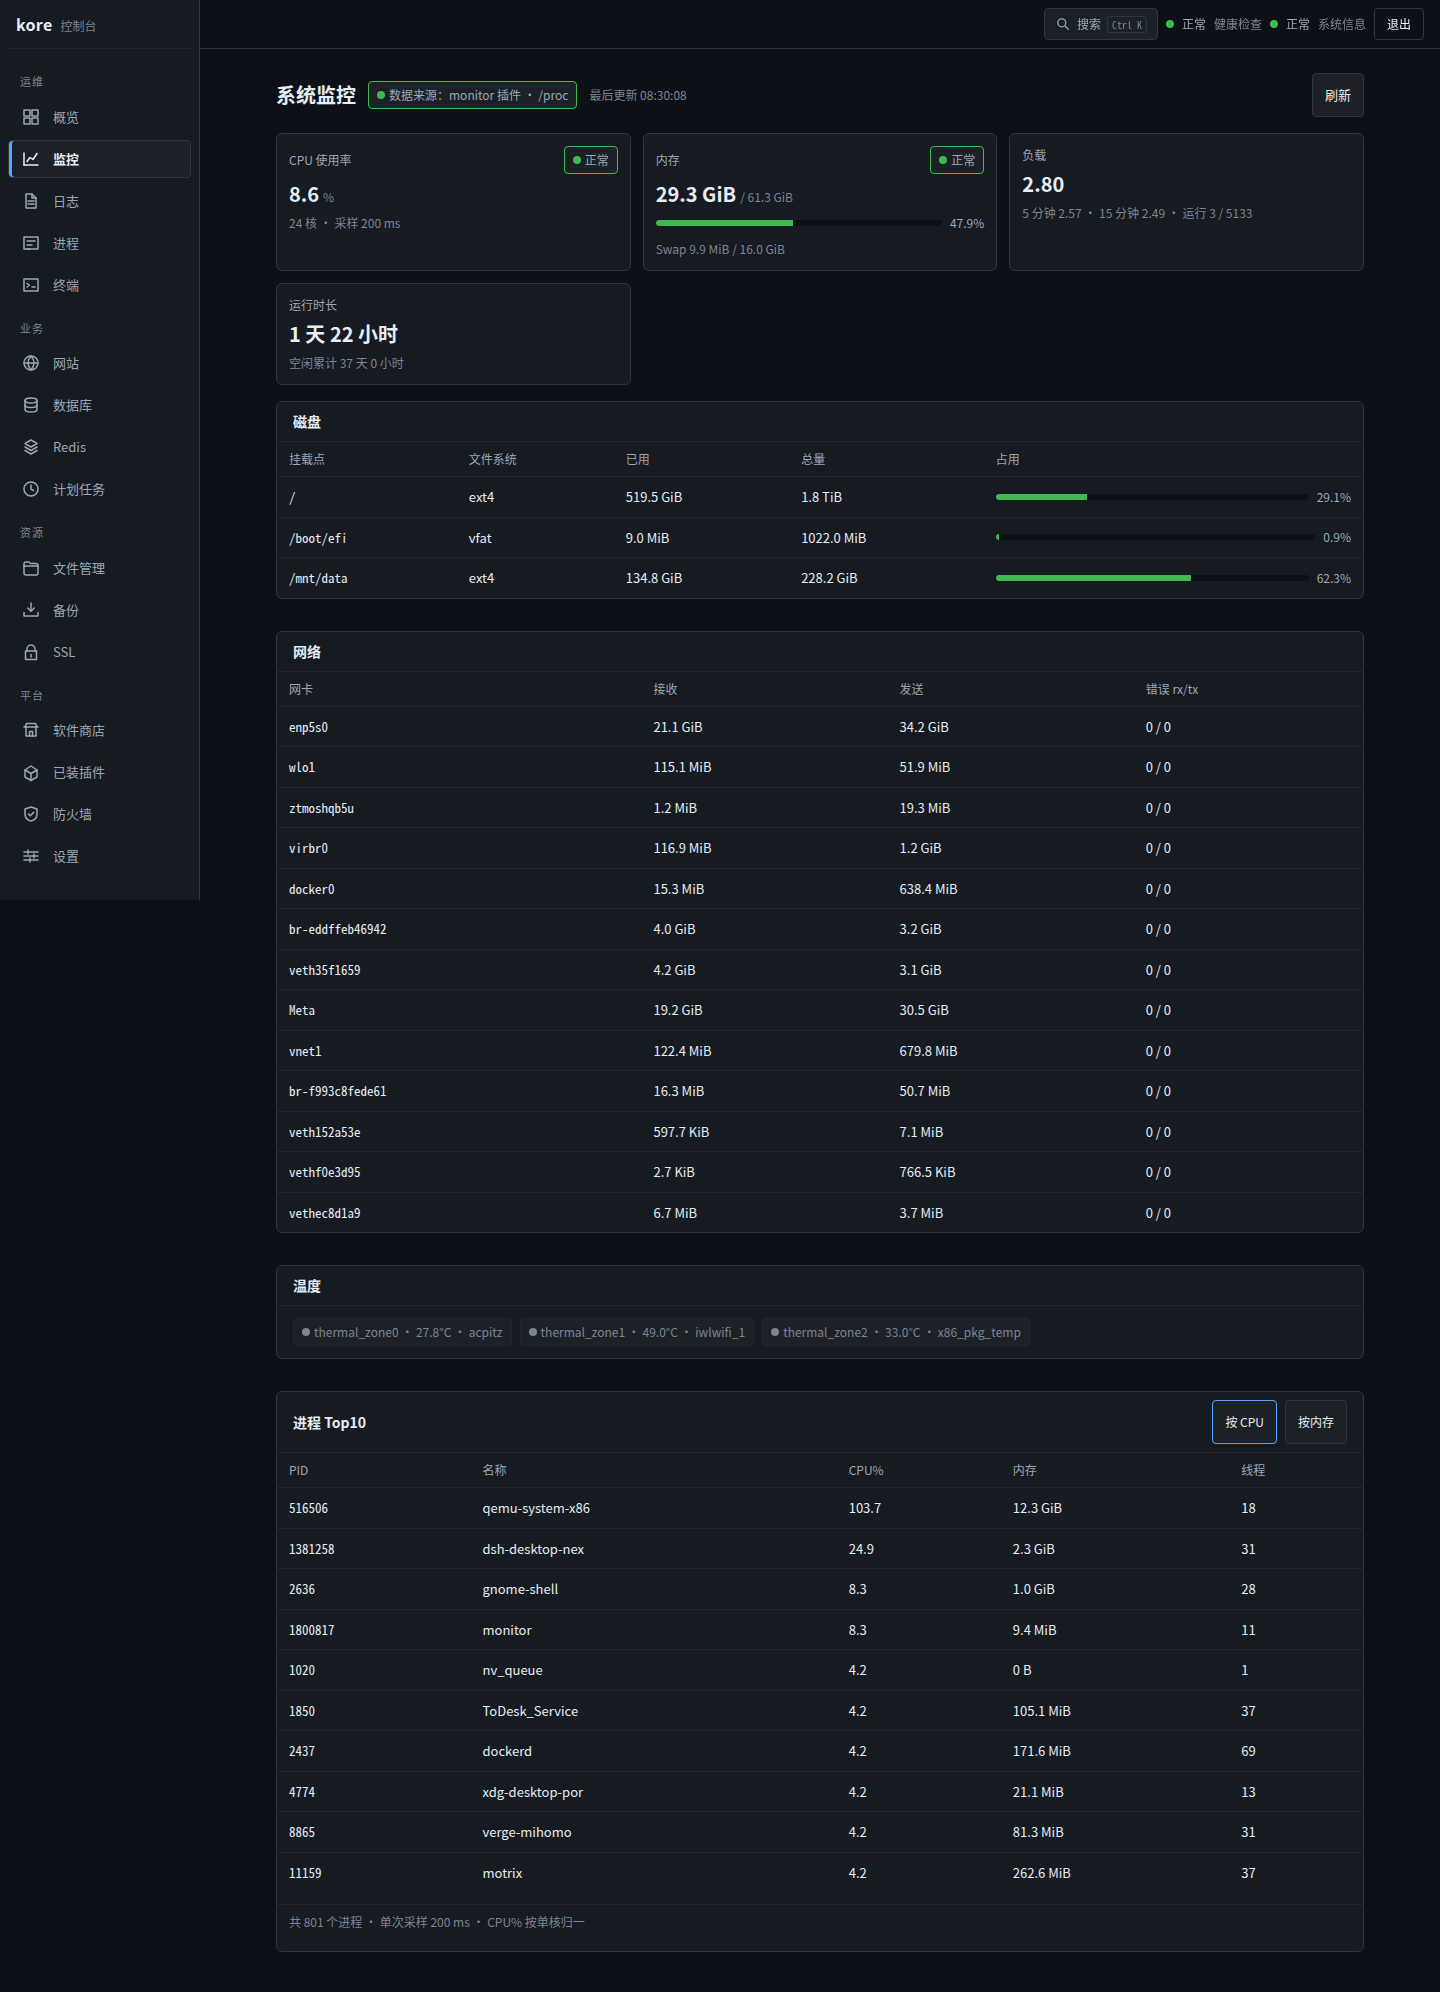 kore 控制台
搜索 Ctrl K 正常 健康检查 正常 系统信息 退出
运维
概览
监控
日志
进程
终端
业务
网站
数据库
Redis
计划任务
资源
文件管理
备份
SSL
平台
软件商店
已装插件
防火墙
设置
系统监控 数据来源：monitor 插件 · /proc 最后更新 08:30:08 刷新
CPU 使用率 正常
8.6 %
24 核 · 采样 200 ms
内存 正常
29.3 GiB / 61.3 GiB
47.9%
Swap 9.9 MiB / 16.0 GiB
负载
2.80
5 分钟 2.57 · 15 分钟 2.49 · 运行 3 / 5133
运行时长
1 天 22 小时
空闲累计 37 天 0 小时
磁盘
挂载点 文件系统 已用 总量 占用
/ ext4 519.5 GiB 1.8 TiB 29.1%
/boot/efi vfat 9.0 MiB 1022.0 MiB 0.9%
/mnt/data ext4 134.8 GiB 228.2 GiB 62.3%
网络
网卡 接收 发送 错误 rx/tx
enp5s0 21.1 GiB 34.2 GiB 0 / 0
wlo1 115.1 MiB 51.9 MiB 0 / 0
ztmoshqb5u 1.2 MiB 19.3 MiB 0 / 0
virbr0 116.9 MiB 1.2 GiB 0 / 0
docker0 15.3 MiB 638.4 MiB 0 / 0
br-eddffeb46942 4.0 GiB 3.2 GiB 0 / 0
veth35f1659 4.2 GiB 3.1 GiB 0 / 0
Meta 19.2 GiB 30.5 GiB 0 / 0
vnet1 122.4 MiB 679.8 MiB 0 / 0
br-f993c8fede61 16.3 MiB 50.7 MiB 0 / 0
veth152a53e 597.7 KiB 7.1 MiB 0 / 0
vethf0e3d95 2.7 KiB 766.5 KiB 0 / 0
vethec8d1a9 6.7 MiB 3.7 MiB 0 / 0
温度
thermal_zone0 · 27.8°C · acpitz thermal_zone1 · 49.0°C · iwlwifi_1 thermal_zone2 · 33.0°C · x86_pkg_temp
进程 Top10 按 CPU 按内存
PID 名称 CPU% 内存 线程
516506 qemu-system-x86 103.7 12.3 GiB 18
1381258 dsh-desktop-nex 24.9 2.3 GiB 31
2636 gnome-shell 8.3 1.0 GiB 28
1800817 monitor 8.3 9.4 MiB 11
1020 nv_queue 4.2 0 B 1
1850 ToDesk_Service 4.2 105.1 MiB 37
2437 dockerd 4.2 171.6 MiB 69
4774 xdg-desktop-por 4.2 21.1 MiB 13
8865 verge-mihomo 4.2 81.3 MiB 31
11159 motrix 4.2 262.6 MiB 37
共 801 个进程 · 单次采样 200 ms · CPU% 按单核归一